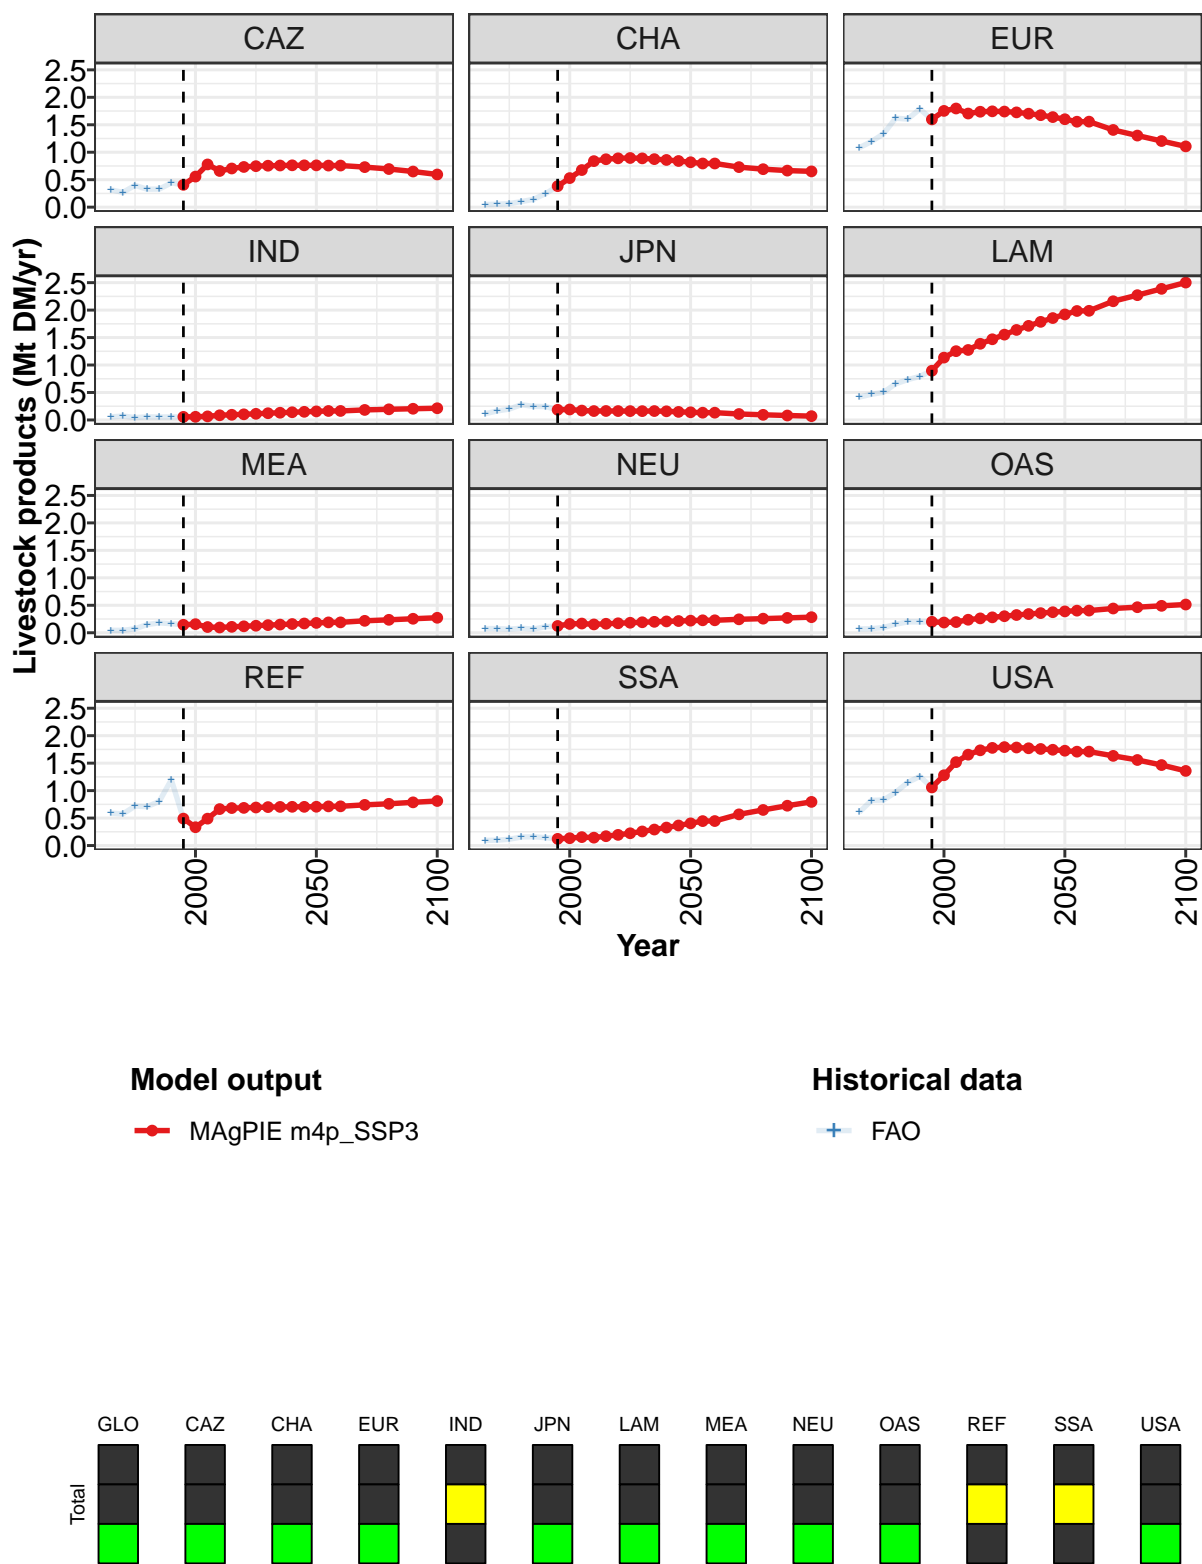 CAZ CHA EUR
2.5
2.0
1.5
1.0
0.5
0.0
IND JPN LAM
2.5
2.0
1.5
1.0
0.5
0.0
MEA NEU OAS
2.5
2.0
1.5
1.0
0.5
0.0
REF SSA USA
2.5
2.0
1.5
1.0
0.5
0.0
Livestock products (Mt DM/yr)
2000 2050 2100 2000 2050 2100 2000 2050 2100
Year
Model output Historical data
MAgPIE m4p_SSP3 FAO
GLO CAZ CHA EUR IND JPN LAM MEA NEU OAS REF SSA USA
Total